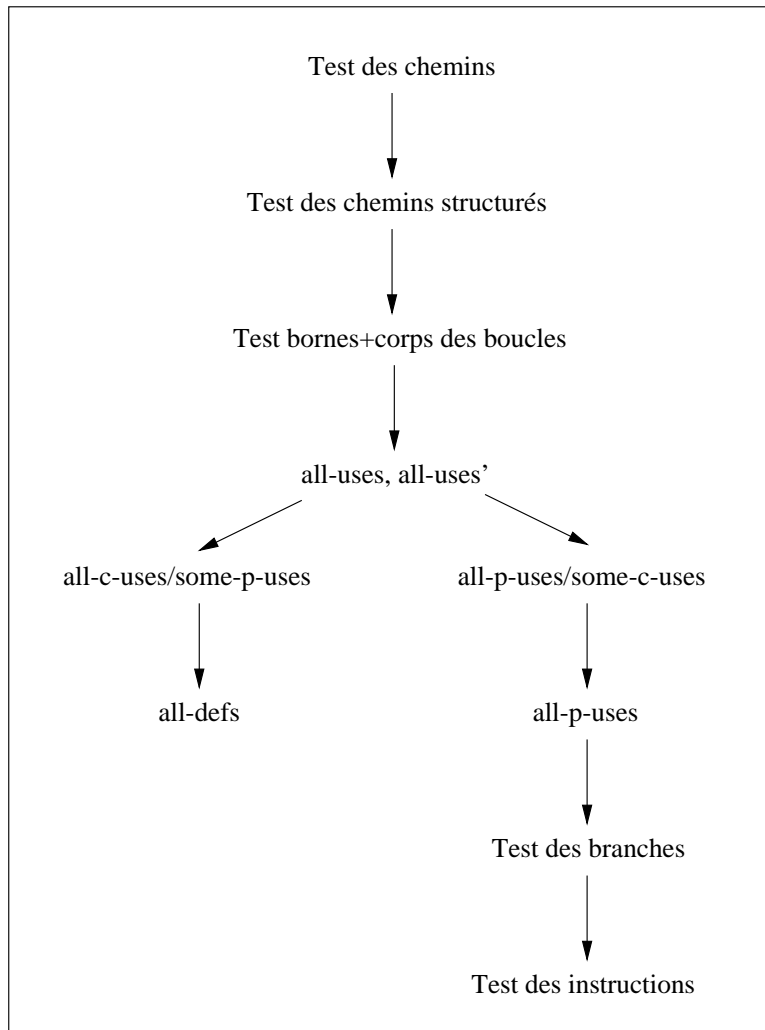 Test des chemins
Test des chemins structurés
Test bornes+corps des boucles
all-uses, all-uses’
all-c-uses/some-p-uses
all-p-uses/some-c-uses
all-defs
all-p-uses
Test des branches
Test des instructions